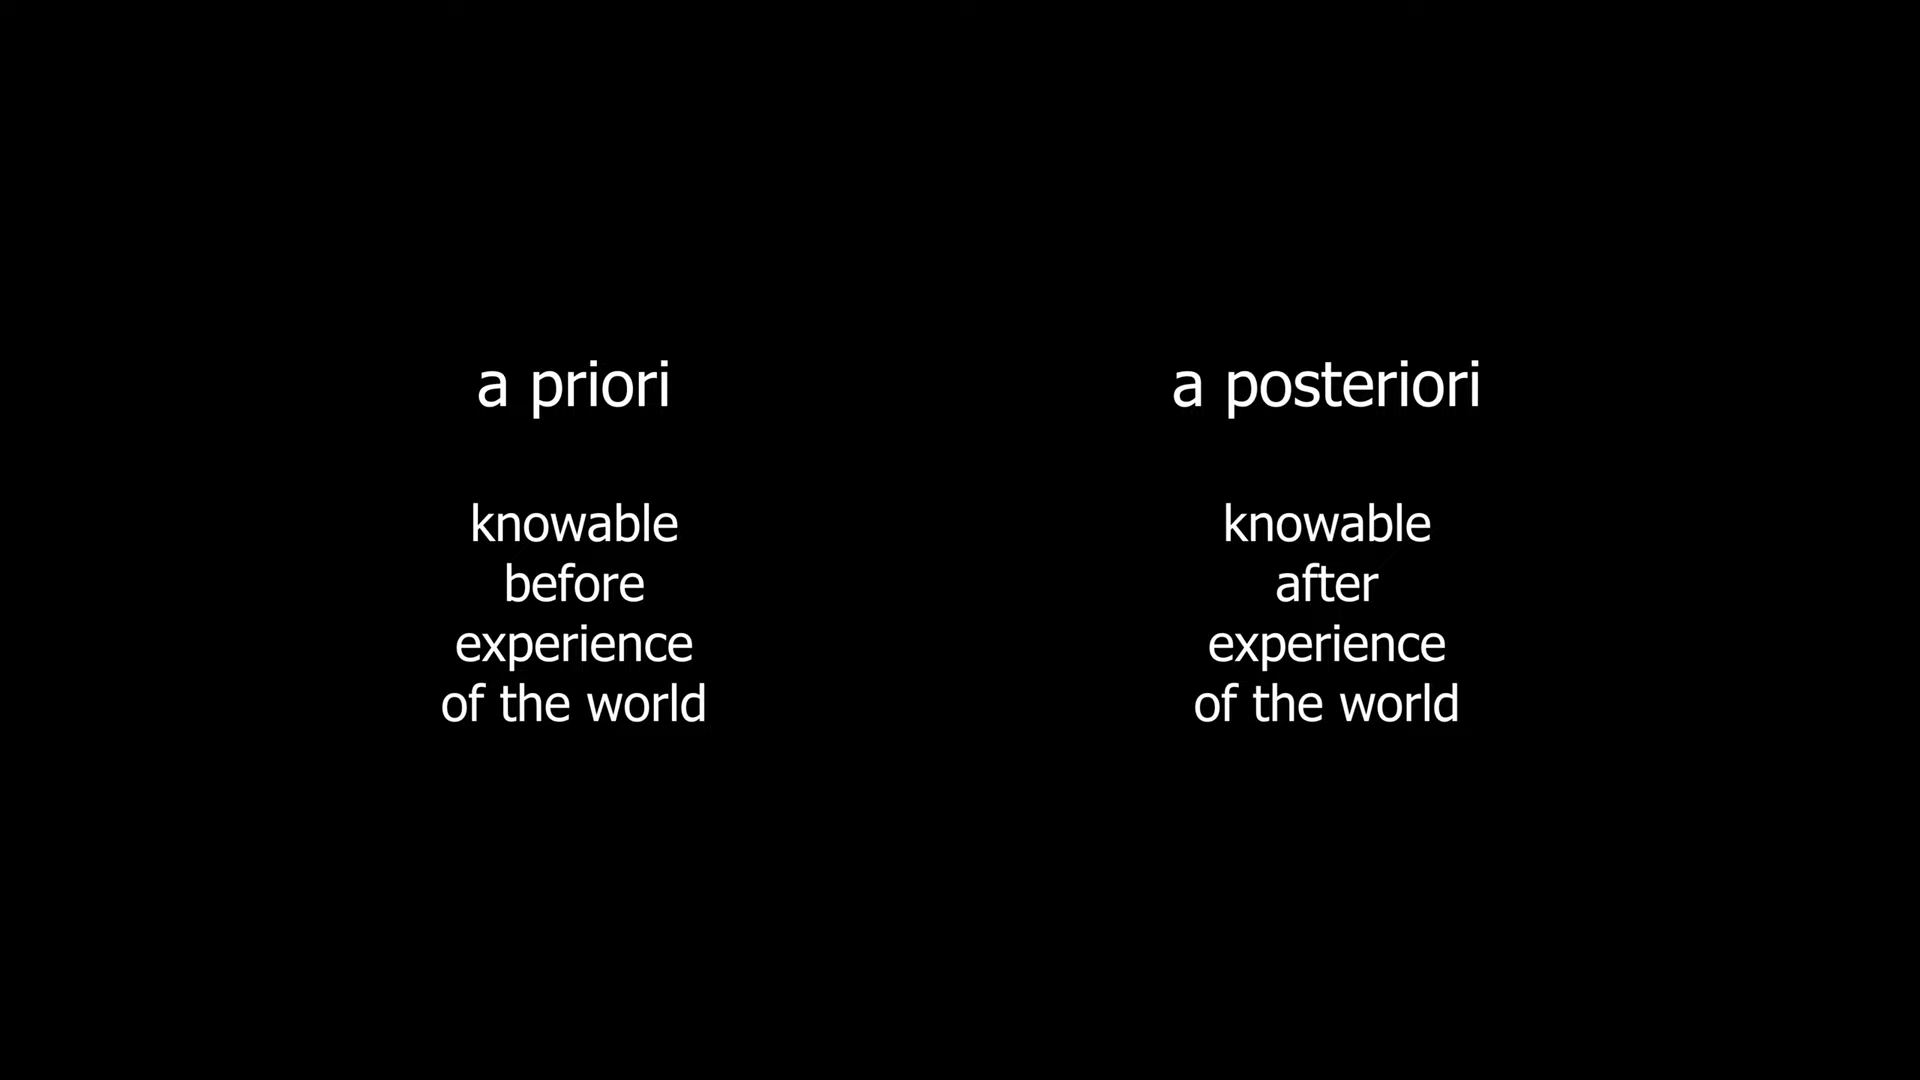 a priori
knowable
before
experience
of the world
a posteriori
knowable
after
experience
of the world